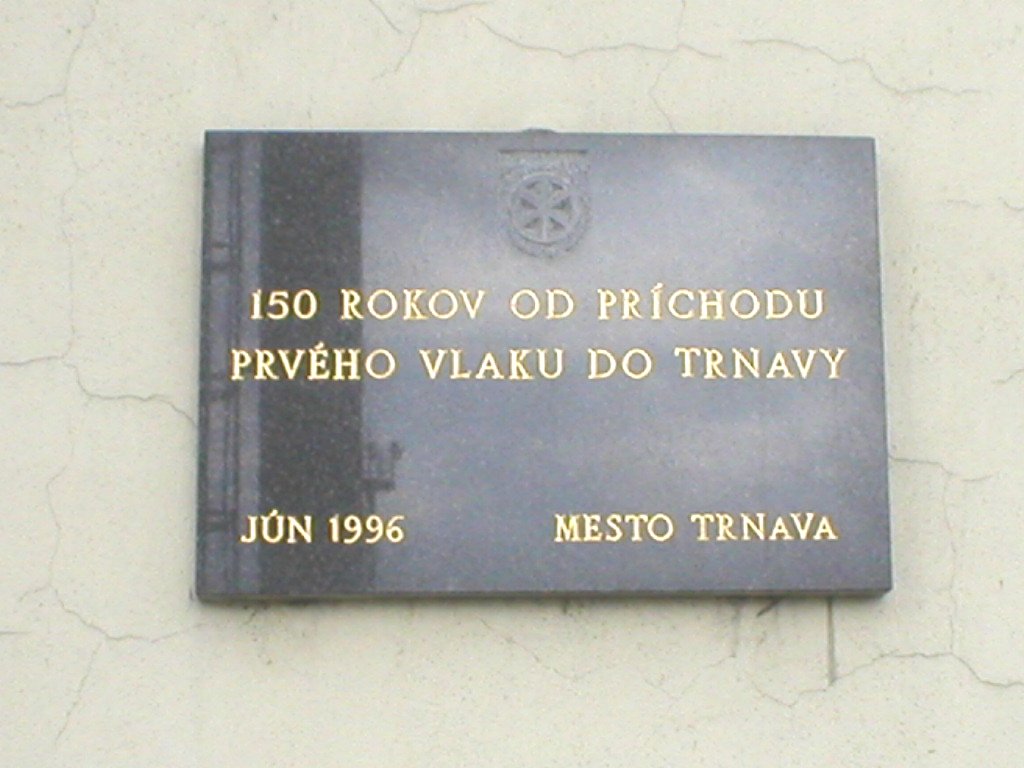 150 ROKOV OD PRÍCHODU
PRVÉHO VLAKU DO TRNAVY
JÚN 1996 MESTO TRNAVA